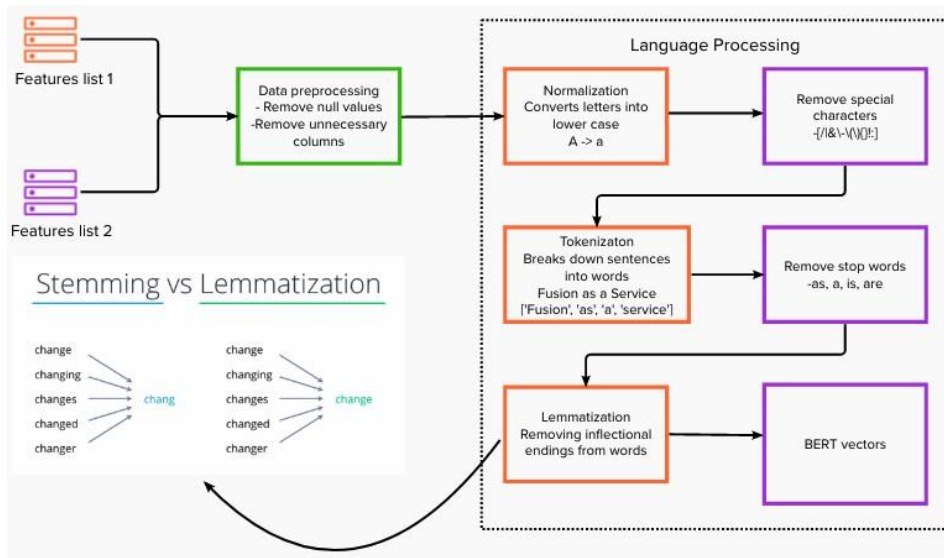 Features list 1
Features list 2
Data preprocessing
- Remove null values
-Remove unnecessary
columns
Language Processing
Normalization
Converts letters into
lower case
A -> a
Remove special
characters
-[/|&\-\(\)()!:]
Tokenizaton
Breaks down sentences
into words
Fusion as a Service
['Fusion', 'as', 'a', 'service']
Remove stop words
-as, a, is, are
Lemmatization
Removing inflectional
endings from words
BERT vectors
Stemming vs Lemmatization
change
changing
changes
changed
changer
chang
change
changing
changes
changed
changer
change